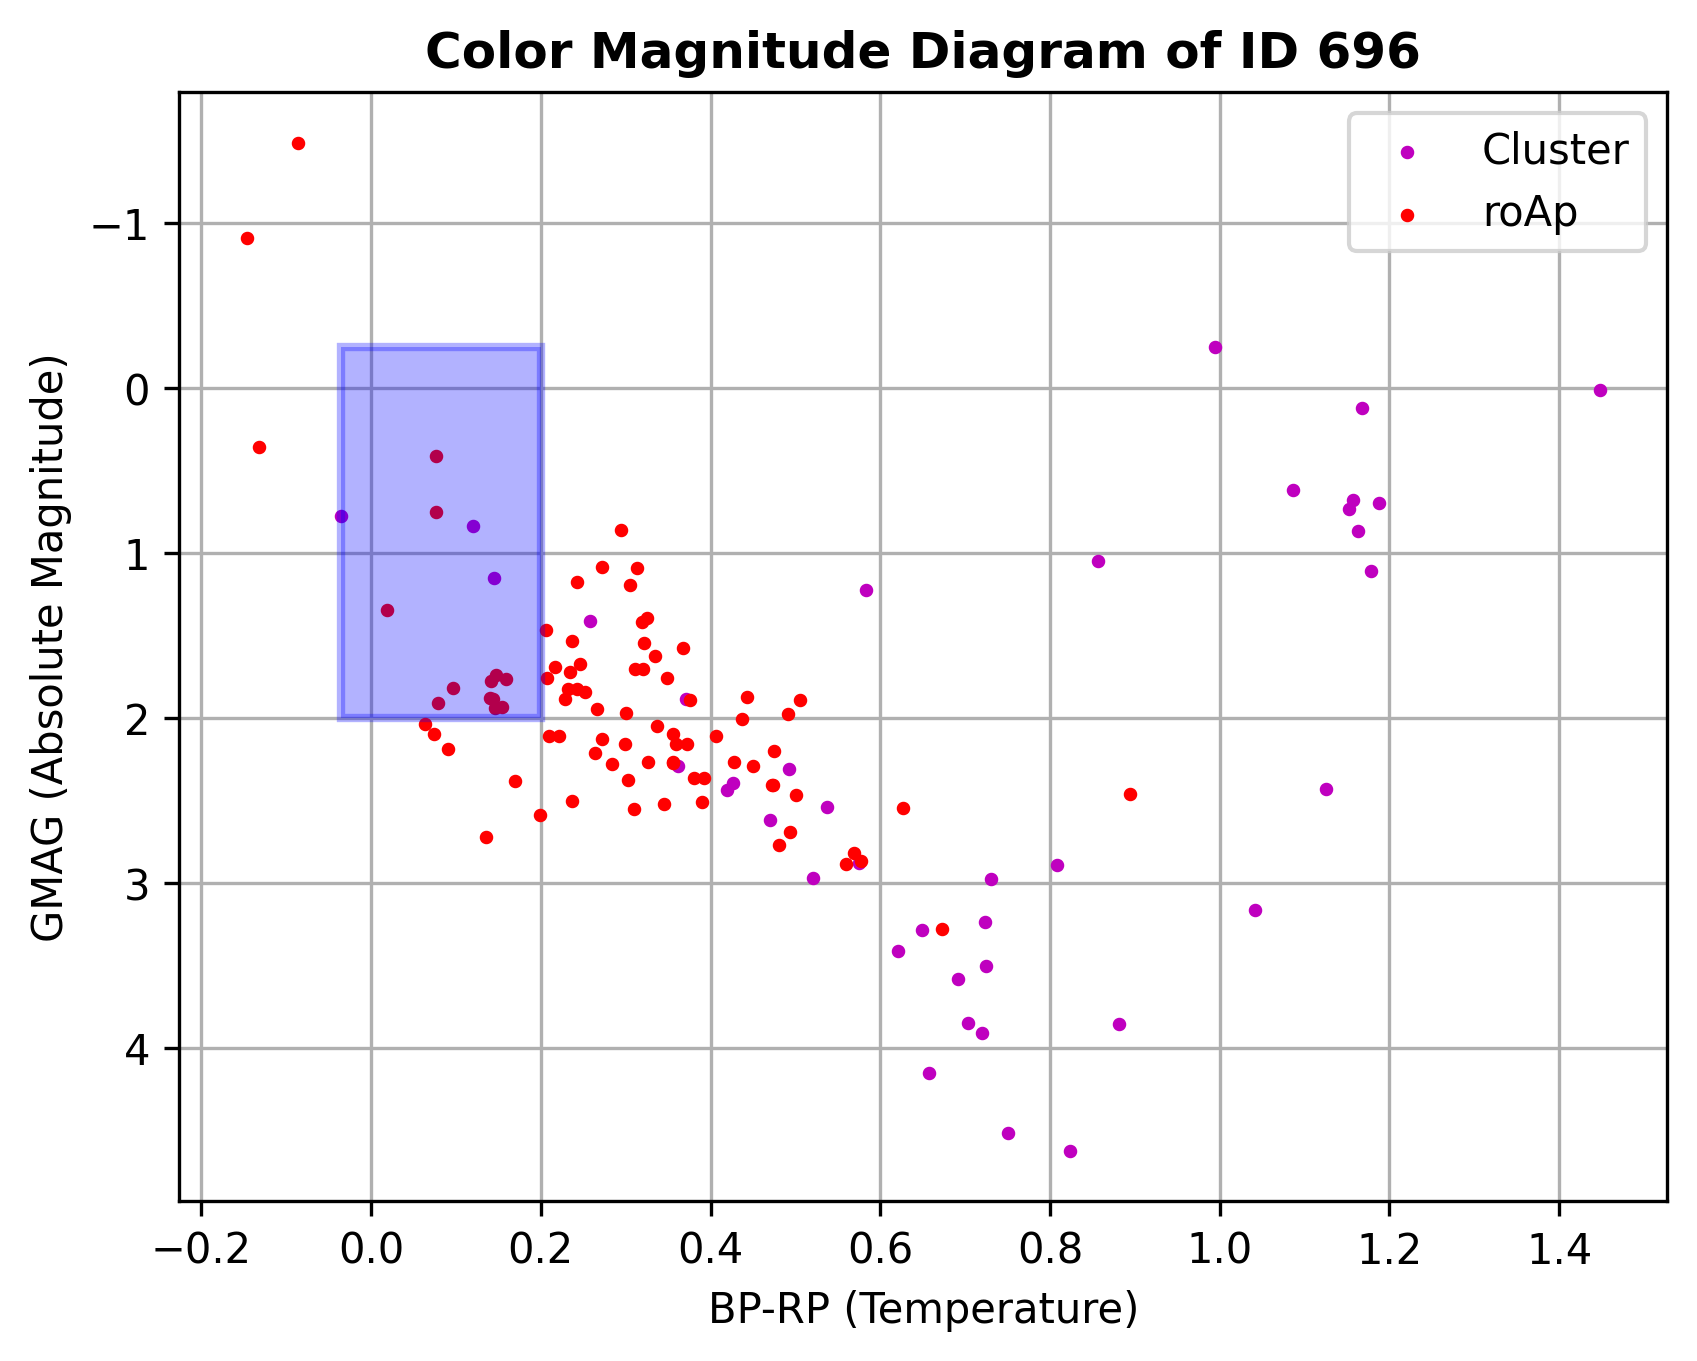 Color Magnitude Diagram of ID 696
Cluster
roAp
GMAG (Absolute Magnitude)
−1
0
1
2
3
4
−0.2 0.0 0.2 0.4 0.6 0.8 1.0 1.2 1.4
BP-RP (Temperature)